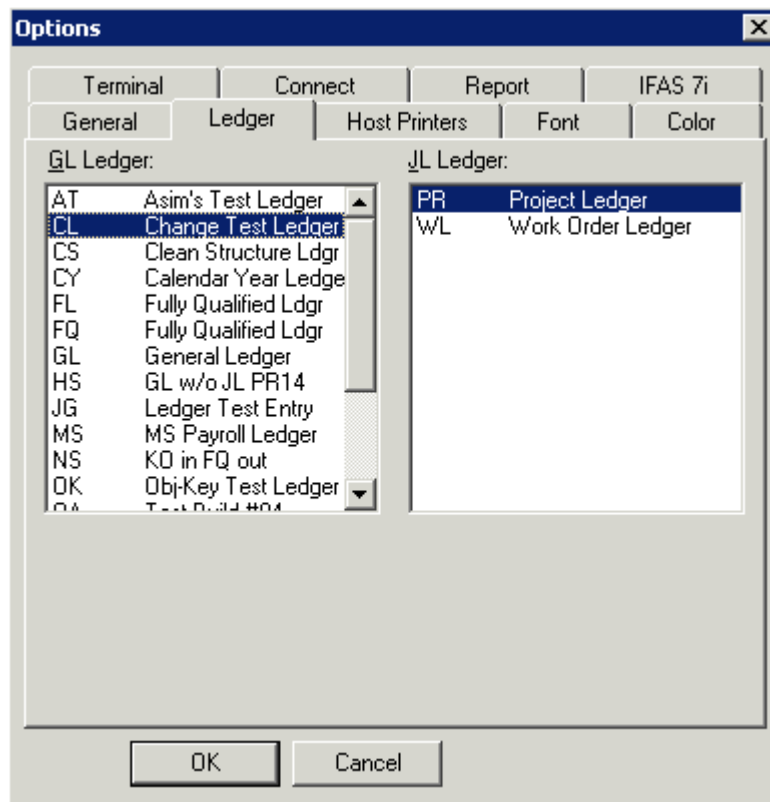 Options
Terminal Connect Report IFAS 7i
General Ledger Host Printers Font Color
GL Ledger:
AT Asim's Test Ledger
CL Change Test Ledger
CS Clean Structure Ldgr
CY Calendar Year Ledge
FL Fully Qualified Ldgr
FQ Fully Qualified Ldgr
GL General Ledger
HS GL w/o JL PR14
JG Ledger Test Entry
MS MS Payroll Ledger
NS KO in FQ out
OK Obj-Key Test Ledger
JL Ledger:
PR Project Ledger
WL Work Order Ledger
OK Cancel